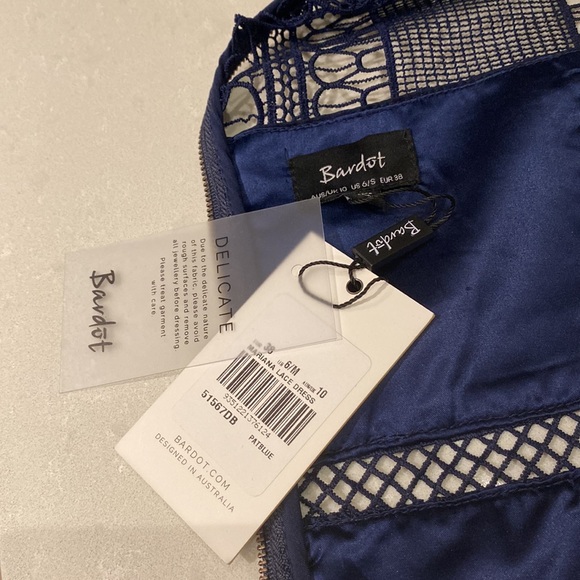 Bardot
AUS/UK 10 US 6/S EUR 38
Bardot
DELICATE
Due to the delicate nature
of this fabric, please avoid
rough surfaces and remove
all jewellery before dressing
Please treat garment
with care.
Bardot
38 6/M 10
MARIANA LACE DRESS
9351221376124
51567DB PATBLUE
BARDOT.COM
DESIGNED IN AUSTRALIA